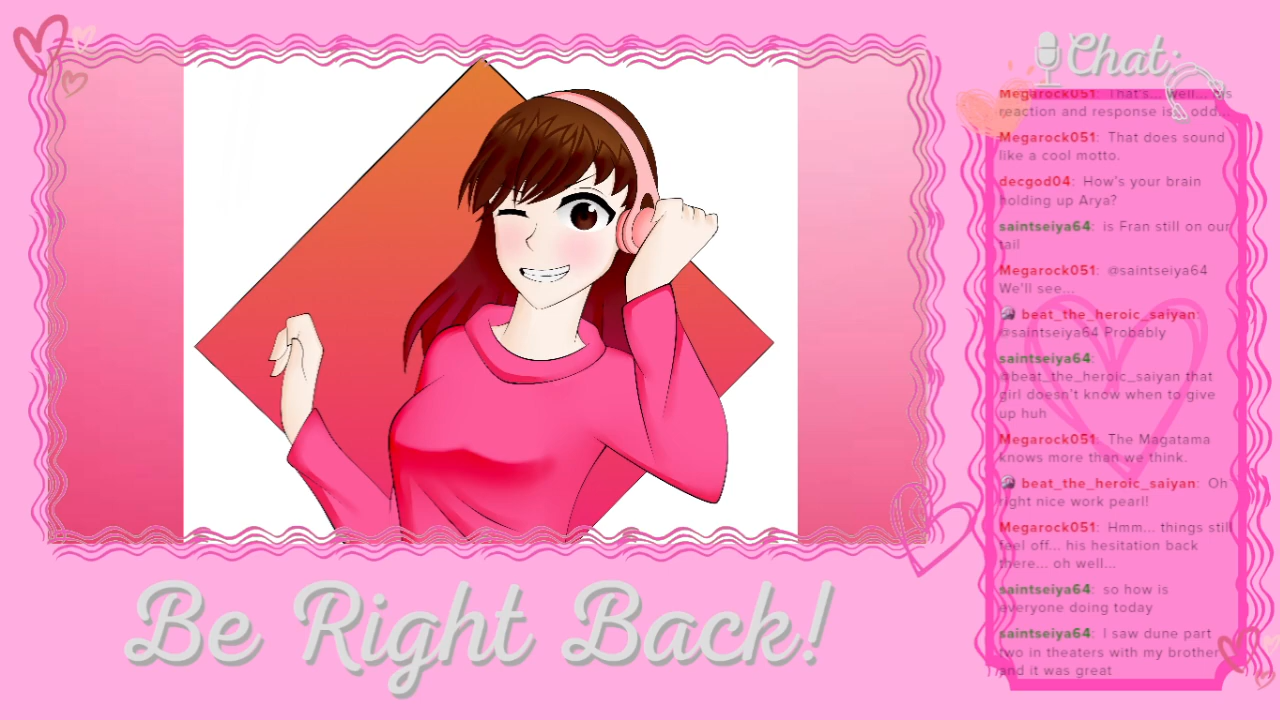 Chat
Megarock051: That's... well... his
reaction and response is... odd...
Megarock051: That does sound
like a cool motto.
decgod04: How's your brain
holding up Arya?
saintseiya64: is Fran still on our
tail
Megarock051: @saintseiya64
We'll see...
beat_the_heroic_saiyan:
@saintseiya64 Probably
saintseiya64:
@beat_the_heroic_saiyan that
girl doesn't know when to give
up huh
Megarock051: The Magatama
knows more than we think.
beat_the_heroic_saiyan: Oh
right nice work pearl!
Megarock051: Hmm... things still
feel off... his hesitation back
there... oh well...
saintseiya64: so how is
everyone doing today
saintseiya64: I saw dune part
two in theaters with my brother
and it was great
Be Right Back!